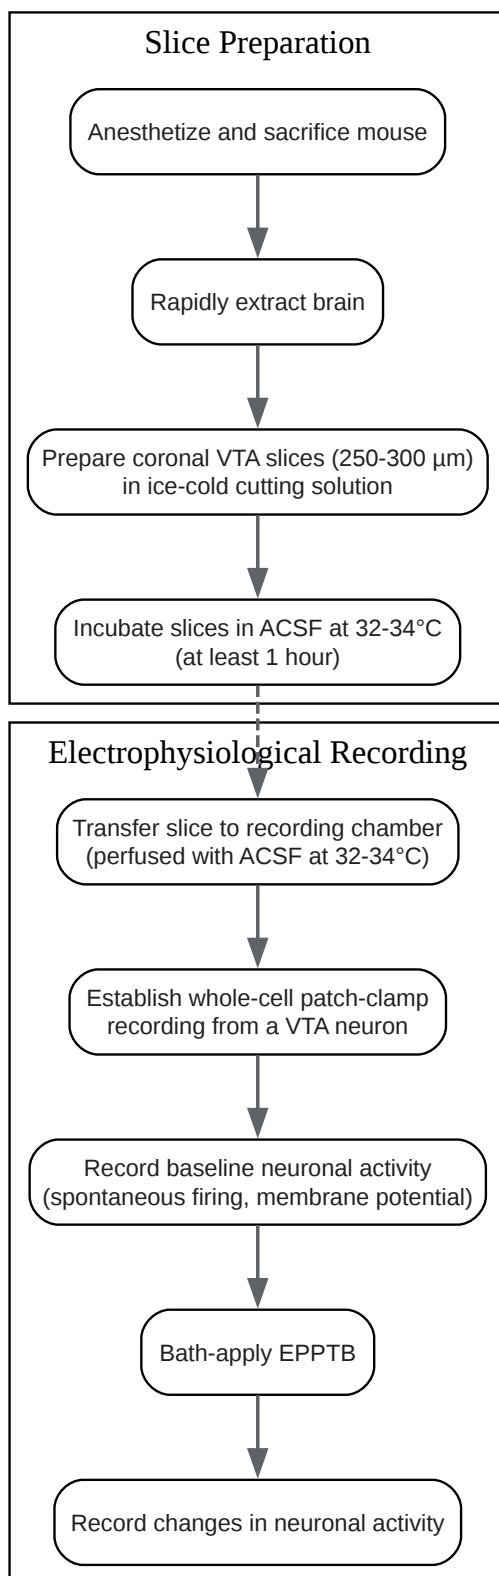 Slice Preparation
Anesthetize and sacrifice mouse
Rapidly extract brain
Prepare coronal VTA slices (250-300 µm)
in ice-cold cutting solution
Incubate slices in ACSF at 32-34°C
(at least 1 hour)
Electrophysiological Recording
Transfer slice to recording chamber
(perfused with ACSF at 32-34°C)
Establish whole-cell patch-clamp
recording from a VTA neuron
Record baseline neuronal activity
(spontaneous firing, membrane potential)
Bath-apply EPPTB
Record changes in neuronal activity